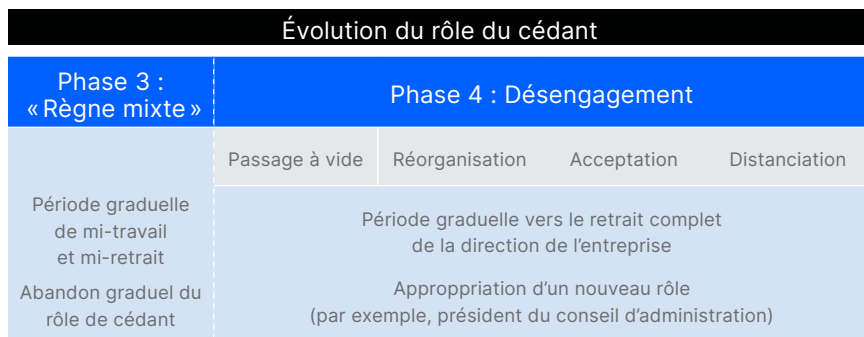 Évolution du rôle du cédant
Phase 3 :
« Règne mixte »
Phase 4 : Désengagement
Passage à vide
Réorganisation
Acceptation
Distanciation
Période graduelle
de mi-travail
et mi-retrait
Abandon graduel du
rôle de cédant
Période graduelle vers le retrait complet
de la direction de l’entreprise
Approppriation d’un nouveau rôle
(par exemple, président du conseil d’administration)